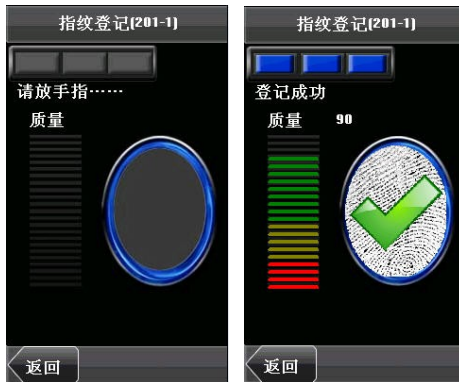 指纹登记(201-1)
请放手指……
质量
返回
指纹登记(201-1)
登记成功
质量 90
返回